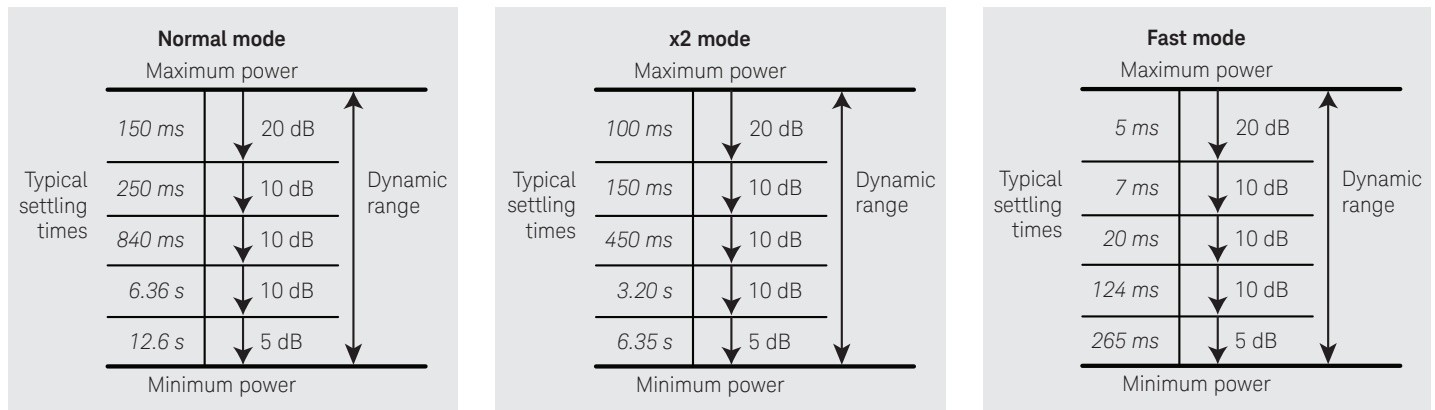 Normal mode
Maximum power
150 ms 20 dB
250 ms 10 dB
840 ms 10 dB
6.36 s 10 dB
12.6 s 5 dB
Typical
settling
times
Dynamic
range
Minimum power
x2 mode
Maximum power
100 ms 20 dB
150 ms 10 dB
450 ms 10 dB
3.20 s 10 dB
6.35 s 5 dB
Typical
settling
times
Dynamic
range
Minimum power
Fast mode
Maximum power
5 ms 20 dB
7 ms 10 dB
20 ms 10 dB
124 ms 10 dB
265 ms 5 dB
Typical
settling
times
Dynamic
range
Minimum power